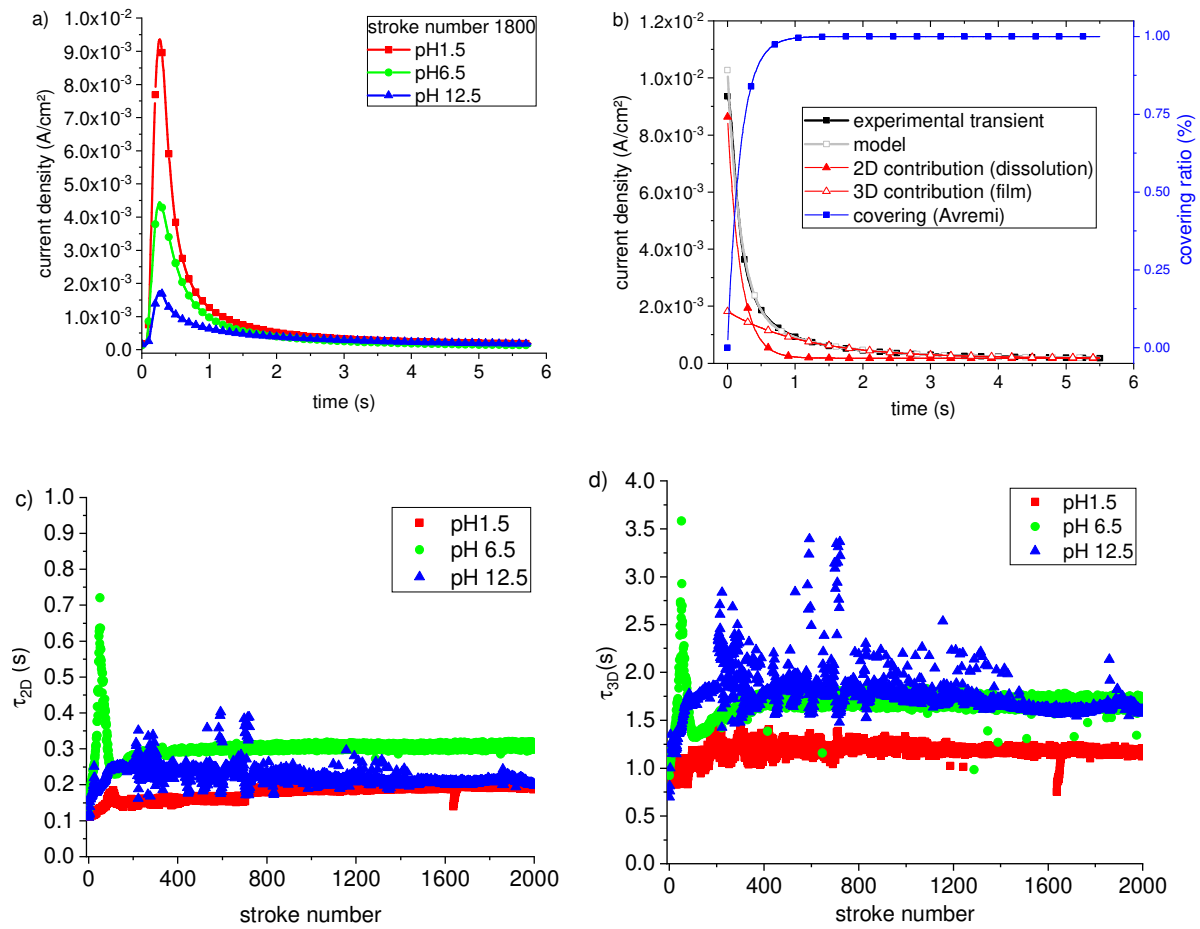 a)
stroke number 1800
pH1.5
pH6.5
pH 12.5
1.0x10⁻²
9.0x10⁻³
8.0x10⁻³
7.0x10⁻³
6.0x10⁻³
5.0x10⁻³
4.0x10⁻³
3.0x10⁻³
2.0x10⁻³
1.0x10⁻³
0.0
current density (A/cm²)
0 1 2 3 4 5 6
time (s)
b)
1.2x10⁻²
1.0x10⁻²
8.0x10⁻³
6.0x10⁻³
4.0x10⁻³
2.0x10⁻³
0.0
current density (A/cm²)
experimental transient
model
2D contribution (dissolution)
3D contribution (film)
covering (Avremi)
1.00
0.75
0.50
0.25
0.00
covering ratio (%)
0 1 2 3 4 5 6
time (s)
c)
1.0
0.9
0.8
0.7
0.6
0.5
0.4
0.3
0.2
0.1
0.0
τ2D (s)
pH1.5
pH 6.5
pH 12.5
0 400 800 1200 1600 2000
stroke number
d)
4.0
3.5
3.0
2.5
2.0
1.5
1.0
0.5
0.0
τ3D(s)
pH1.5
pH 6.5
pH 12.5
0 400 800 1200 1600 2000
stroke number